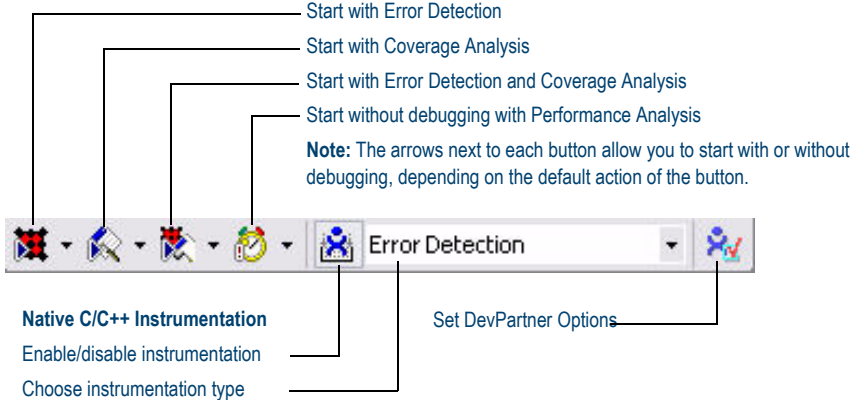 Start with Error Detection
Start with Coverage Analysis
Start with Error Detection and Coverage Analysis
Start without debugging with Performance Analysis
Note: The arrows next to each button allow you to start with or without
debugging, depending on the default action of the button.
Error Detection
Native C/C++ Instrumentation
Set DevPartner Options
Enable/disable instrumentation
Choose instrumentation type